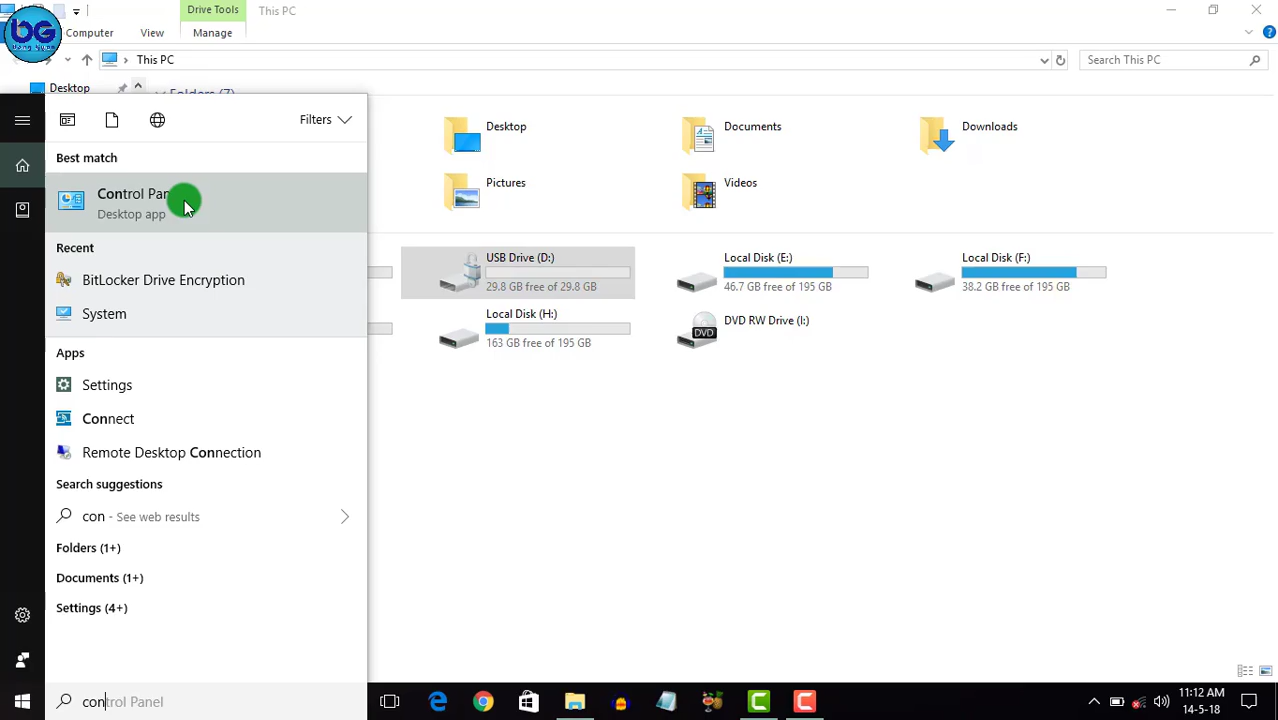 Drive Tools
This PC
Computer
View
Manage
This PC
Search This PC
Desktop
Folders (7)
Filters
Best match
Control Pan
Desktop app
Recent
BitLocker Drive Encryption
System
Apps
Settings
Connect
Remote Desktop Connection
Search suggestions
con - See web results
Folders (1+)
Documents (1+)
Settings (4+)
control Panel
Desktop
Documents
Downloads
Pictures
Videos
USB Drive (D:)
29.8 GB free of 29.8 GB
Local Disk (E:)
46.7 GB free of 195 GB
Local Disk (F:)
38.2 GB free of 195 GB
Local Disk (H:)
163 GB free of 195 GB
DVD RW Drive (I:)
DVD
11:12 AM
14-5-18